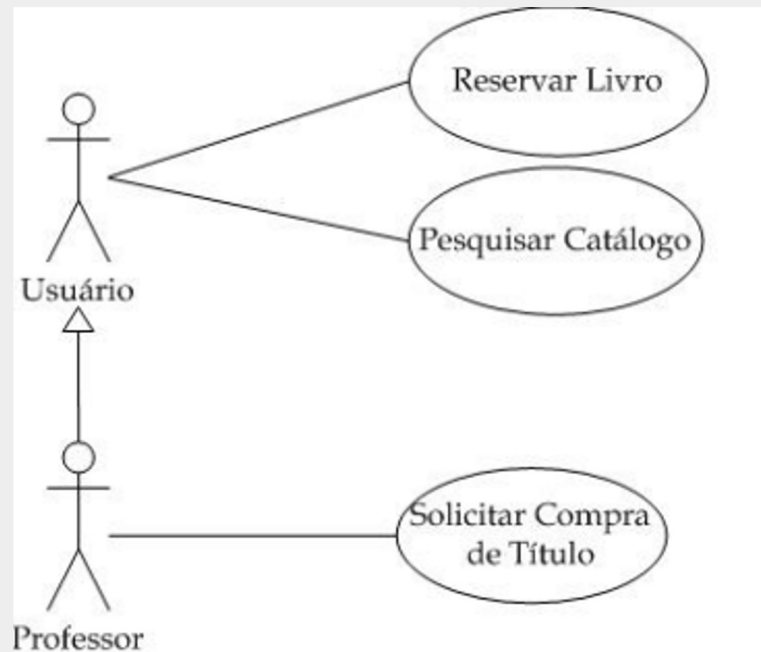 Reservar Livro
Pesquisar Catálogo
Usuário
Solicitar Compra
de Título
Professor